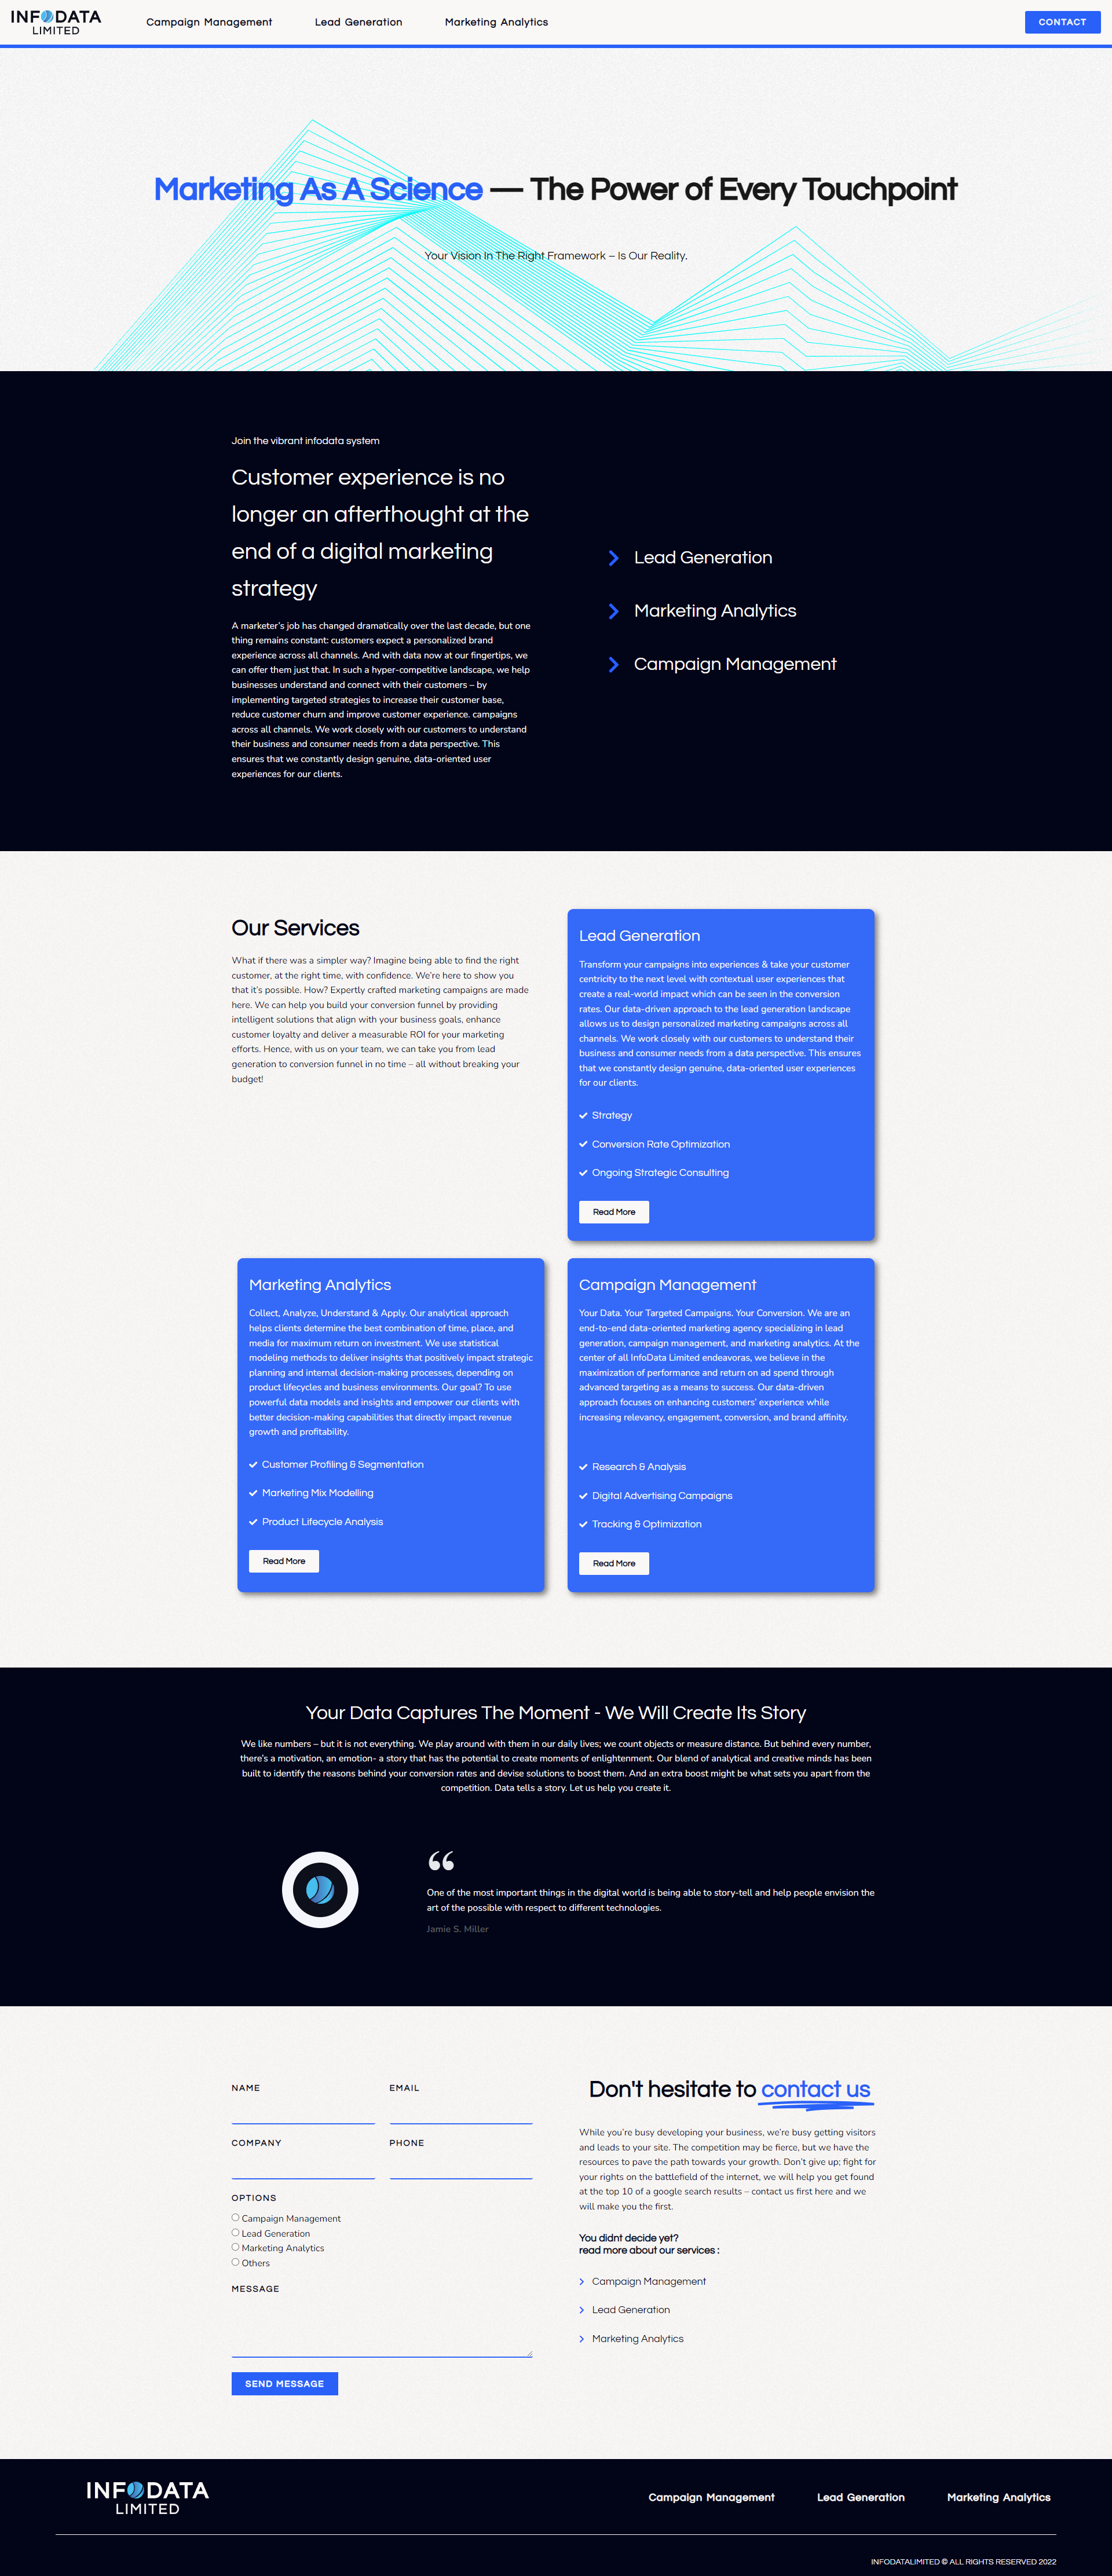 INFODATA
LIMITED
Campaign Management
Lead Generation
Marketing Analytics
CONTACT
Marketing As A Science — The Power of Every Touchpoint
Your Vision In The Right Framework – Is Our Reality.
Join the vibrant infodata system
Customer experience is no
longer an afterthought at the
end of a digital marketing
strategy
A marketer’s job has changed dramatically over the last decade, but one
thing remains constant: customers expect a personalized brand
experience across all channels. And with data now at our fingertips, we
can offer them just that. In such a hyper-competitive landscape, we help
businesses understand and connect with their customers – by
implementing targeted strategies to increase their customer base,
reduce customer churn and improve customer experience. campaigns
across all channels. We work closely with our customers to understand
their business and consumer needs from a data perspective. This
ensures that we constantly design genuine, data-oriented user
experiences for our clients.
Lead Generation
Marketing Analytics
Campaign Management
Our Services
What if there was a simpler way? Imagine being able to find the right
customer, at the right time, with confidence. We’re here to show you
that it’s possible. How? Expertly crafted marketing campaigns are made
here. We can help you build your conversion funnel by providing
intelligent solutions that align with your business goals, enhance
customer loyalty and deliver a measurable ROI for your marketing
efforts. Hence, with us on your team, we can take you from lead
generation to conversion funnel in no time – all without breaking your
budget!
Lead Generation
Transform your campaigns into experiences & take your customer
centricity to the next level with contextual user experiences that
create a real-world impact which can be seen in the conversion
rates. Our data-driven approach to the lead generation landscape
allows us to design personalized marketing campaigns across all
channels. We work closely with our customers to understand their
business and consumer needs from a data perspective. This ensures
that we constantly design genuine, data-oriented user experiences
for our clients.
Strategy
Conversion Rate Optimization
Ongoing Strategic Consulting
Read More
Marketing Analytics
Collect, Analyze, Understand & Apply. Our analytical approach
helps clients determine the best combination of time, place, and
media for maximum return on investment. We use statistical
modeling methods to deliver insights that positively impact strategic
planning and internal decision-making processes, depending on
product lifecycles and business environments. Our goal? To use
powerful data models and insights and empower our clients with
better decision-making capabilities that directly impact revenue
growth and profitability.
Customer Profiling & Segmentation
Marketing Mix Modelling
Product Lifecycle Analysis
Read More
Campaign Management
Your Data. Your Targeted Campaigns. Your Conversion. We are an
end-to-end data-oriented marketing agency specializing in lead
generation, campaign management, and marketing analytics. At the
center of all InfoData Limited endeavoras, we believe in the
maximization of performance and return on ad spend through
advanced targeting as a means to success. Our data-driven
approach focuses on enhancing customers’ experience while
increasing relevancy, engagement, conversion, and brand affinity.
Research & Analysis
Digital Advertising Campaigns
Tracking & Optimization
Read More
Your Data Captures The Moment - We Will Create Its Story
We like numbers – but it is not everything. We play around with them in our daily lives; we count objects or measure distance. But behind every number,
there’s a motivation, an emotion- a story that has the potential to create moments of enlightenment. Our blend of analytical and creative minds has been
built to identify the reasons behind your conversion rates and devise solutions to boost them. And an extra boost might be what sets you apart from the
competition. Data tells a story. Let us help you create it.
“
One of the most important things in the digital world is being able to story-tell and help people envision the
art of the possible with respect to different technologies.
Jamie S. Miller
NAME
EMAIL
COMPANY
PHONE
OPTIONS
Campaign Management
Lead Generation
Marketing Analytics
Others
MESSAGE
SEND MESSAGE
Don't hesitate to contact us
While you’re busy developing your business, we’re busy getting visitors
and leads to your site. The competition may be fierce, but we have the
resources to pave the path towards your growth. Don’t give up; fight for
your rights on the battlefield of the internet, we will help you get found
at the top 10 of a google search results – contact us first here and we
will make you the first.
You didnt decide yet?
read more about our services :
Campaign Management
Lead Generation
Marketing Analytics
INFODATA
LIMITED
Campaign Management
Lead Generation
Marketing Analytics
INFODATALIMITED © ALL RIGHTS RESERVED 2022